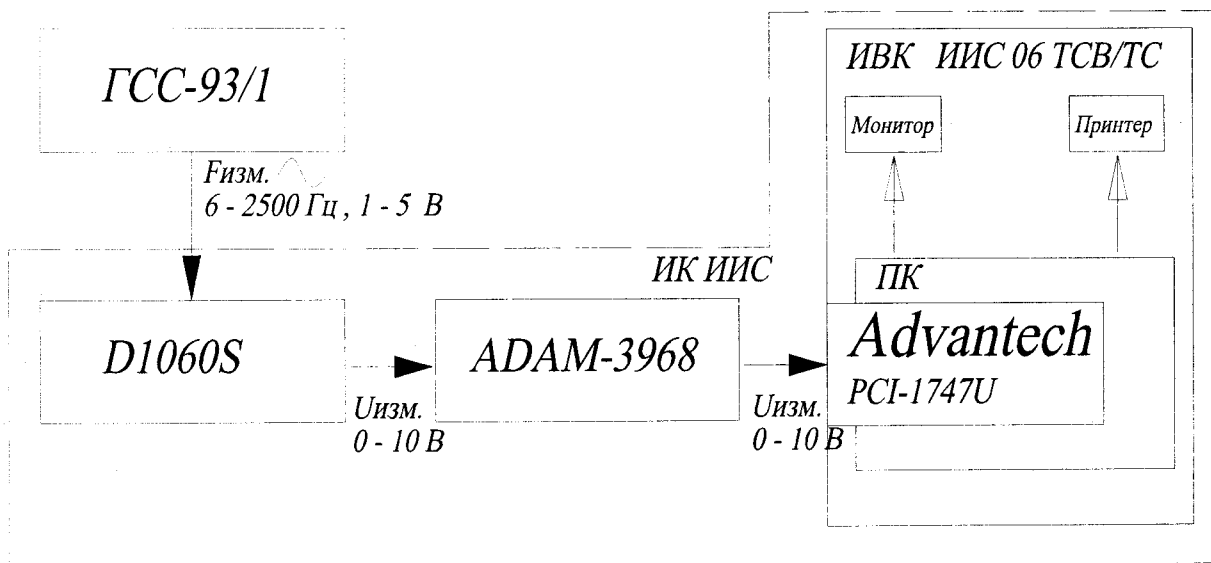 ГСС-93/1
Fизм.
6 - 2500 Гц , 1 - 5 В
ИВК ИИС 06 ТСВ/ТС
Монитор
Принтер
ИК ИИС
ПК
D1060S
ADAM-3968
Advantech
PCI-1747U
Uизм.
0 - 10 В
Uизм.
0 - 10 В